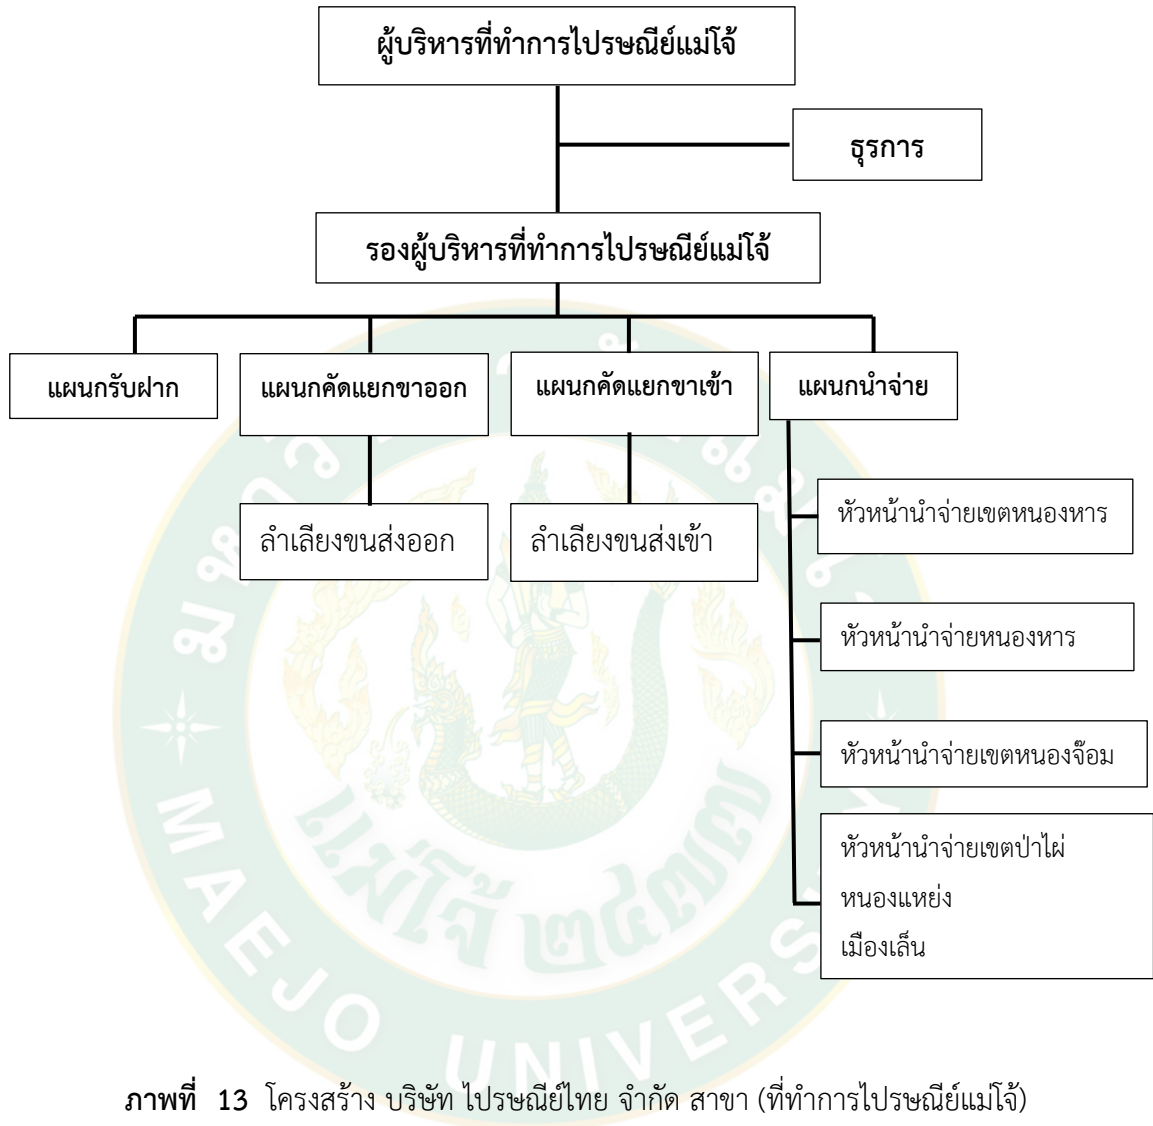 ผู้บริหารที่ทำการไปรษณีย์แม่โจ้
ธุรการ
รองผู้บริหารที่ทำการไปรษณีย์แม่โจ้
แผนกรับฝาก
แผนกคัดแยกขาออก
แผนกคัดแยกขาเข้า
แผนกนำจ่าย
ลำเลียงขนส่งออก
ลำเลียงขนส่งเข้า
หัวหน้านำจ่ายเขตหนองหาร
หัวหน้านำจ่ายหนองหาร
หัวหน้านำจ่ายเขตหนองจ๊อม
หัวหน้านำจ่ายเขตป่าไผ่
หนองแหย่ง
เมืองเล็น
แม่โจ้ ๒๔๗๗
MAEJO UNIVERSITY
ภาพที่ 13 โครงสร้าง บริษัท ไปรษณีย์ไทย จำกัด สาขา (ที่ทำการไปรษณีย์แม่โจ้)